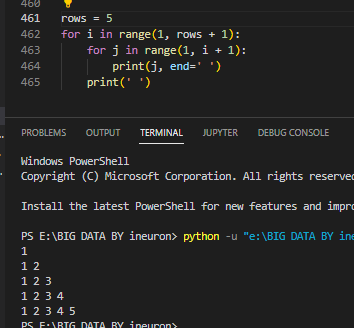 460
461 rows = 5
462 for i in range(1, rows + 1):
463     for j in range(1, i + 1):
464         print(j, end=' ')
465     print(' ')
PROBLEMS OUTPUT TERMINAL JUPYTER DEBUG CONSOLE
Windows PowerShell
Copyright (C) Microsoft Corporation. All rights reserved
Install the latest PowerShell for new features and impro
PS E:\BIG DATA BY ineuron> python -u "e:\BIG DATA BY ine
1
1 2
1 2 3
1 2 3 4
1 2 3 4 5
PS E:\BIG DATA BY ineuron>